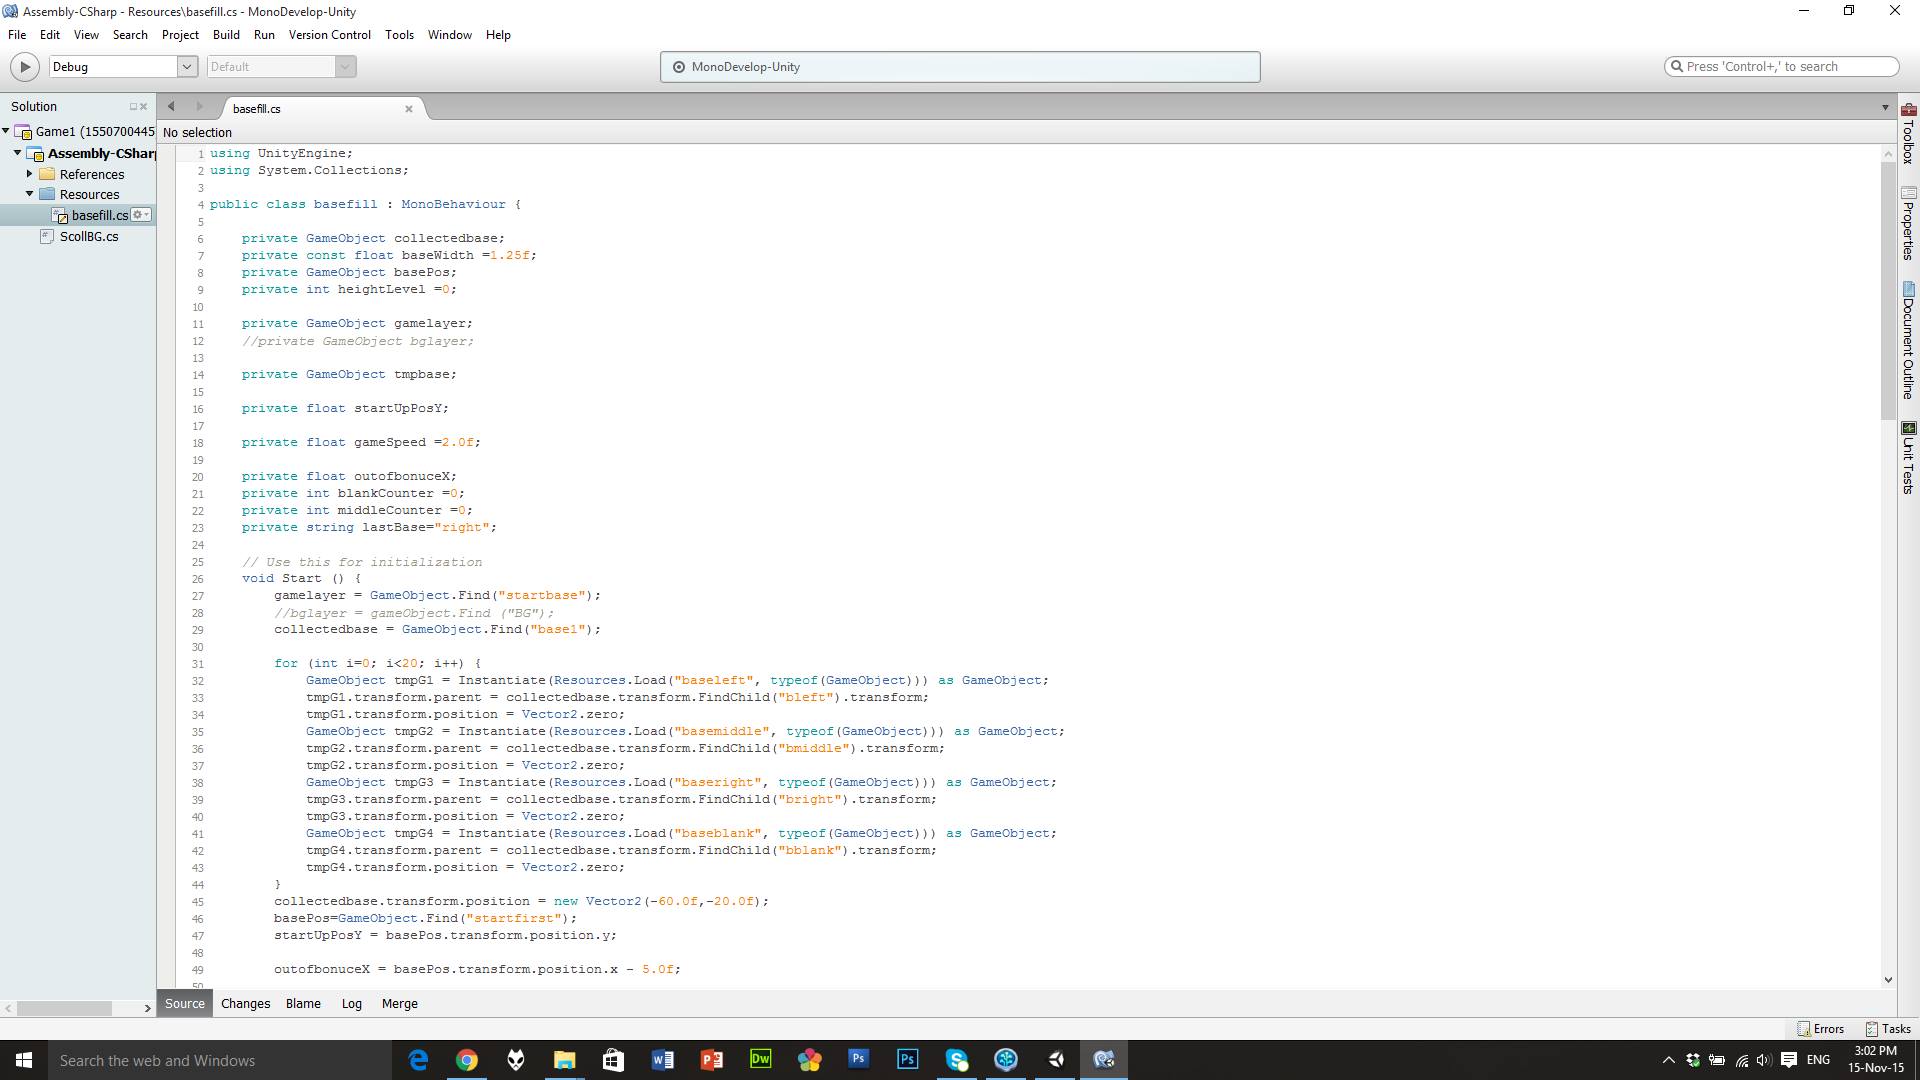 Assembly-CSharp - Resources\basefill.cs - MonoDevelop-Unity
File Edit View Search Project Build Run Version Control Tools Window Help
Debug
Default
MonoDevelop-Unity
Press 'Control+,' to search
Solution
Game1 (1550700445
Assembly-CShar
References
Resources
basefill.cs
ScollBG.cs
basefill.cs
No selection
1 using UnityEngine;
2 using System.Collections;
3
4 public class basefill : MonoBehaviour {
5
6 private GameObject collectedbase;
7 private const float baseWidth =1.25f;
8 private GameObject basePos;
9 private int heightLevel =0;
10
11 private GameObject gamelayer;
12 //private GameObject bglayer;
13
14 private GameObject tmpbase;
15
16 private float startUpPosY;
17
18 private float gameSpeed =2.0f;
19
20 private float outofbonuceX;
21 private int blankCounter =0;
22 private int middleCounter =0;
23 private string lastBase="right";
24
25 // Use this for initialization
26 void Start () {
27 gamelayer = GameObject.Find("startbase");
28 //bglayer = gameObject.Find ("BG");
29 collectedbase = GameObject.Find("base1");
30
31 for (int i=0; i<20; i++) {
32 GameObject tmpG1 = Instantiate(Resources.Load("baseleft", typeof(GameObject))) as GameObject;
33 tmpG1.transform.parent = collectedbase.transform.FindChild("bleft").transform;
34 tmpG1.transform.position = Vector2.zero;
35 GameObject tmpG2 = Instantiate(Resources.Load("basemiddle", typeof(GameObject))) as GameObject;
36 tmpG2.transform.parent = collectedbase.transform.FindChild("bmiddle").transform;
37 tmpG2.transform.position = Vector2.zero;
38 GameObject tmpG3 = Instantiate(Resources.Load("baseright", typeof(GameObject))) as GameObject;
39 tmpG3.transform.parent = collectedbase.transform.FindChild("bright").transform;
40 tmpG3.transform.position = Vector2.zero;
41 GameObject tmpG4 = Instantiate(Resources.Load("baseblank", typeof(GameObject))) as GameObject;
42 tmpG4.transform.parent = collectedbase.transform.FindChild("bblank").transform;
43 tmpG4.transform.position = Vector2.zero;
44 }
45 collectedbase.transform.position = new Vector2(-60.0f,-20.0f);
46 basePos=GameObject.Find("startfirst");
47 startUpPosY = basePos.transform.position.y;
48
49 outofbonuceX = basePos.transform.position.x - 5.0f;
50
Toolbox
Properties
Document Outline
Unit Tests
Source Changes Blame Log Merge
Errors Tasks
Search the web and Windows
Dw
Ps
Ps
ENG
3:02 PM
15-Nov-15